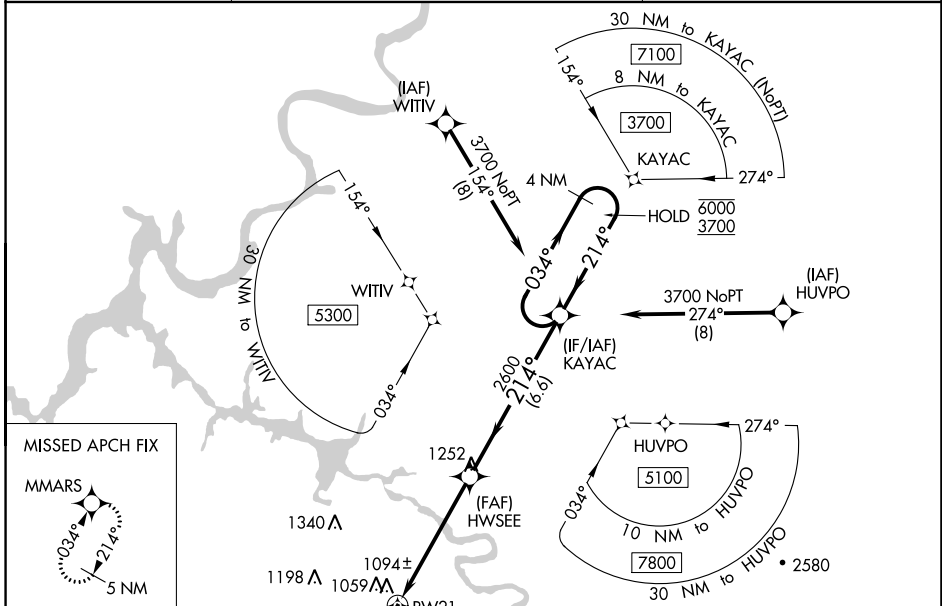 30 NM to KAYAC (NoPT)
7100
154°
8 NM to KAYAC
3700
KAYAC
274°
(IAF)
WITIV
3700 NoPT
154°
(8)
4 NM
HOLD
6000
3700
034°
214°
154°
30 NM to WITIV
WITIV
5300
034°
(IAF)
HUVPO
3700 NoPT
274°
(8)
(IF/IAF)
KAYAC
2600
214°
(6.6)
274°
HUVPO
5100
034°
10 NM to HUVPO
7800
30 NM to HUVPO
2580
1252
(FAF)
HWSEE
1340
1094±
1198
1059
RW21
MISSED APCH FIX
MMARS
034°
214°
5 NM